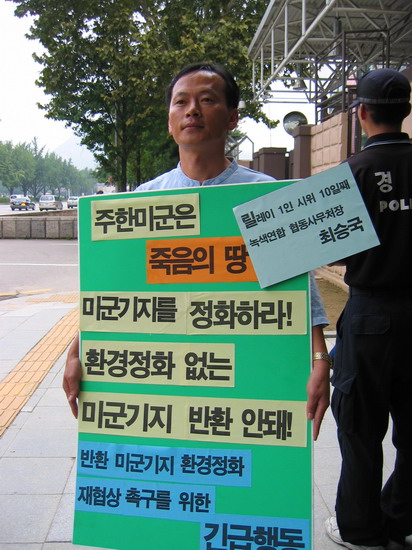 주한미군은
죽음의 땅
미군기지를 정화하라!
환경정화 없는
미군기지 반환 안돼!
반환 미군기지 환경정화
재협상 촉구를 위한
긴급행동
릴레이 1인 시위 10일째
녹색연합 협동사무처장
최승국
경
POL